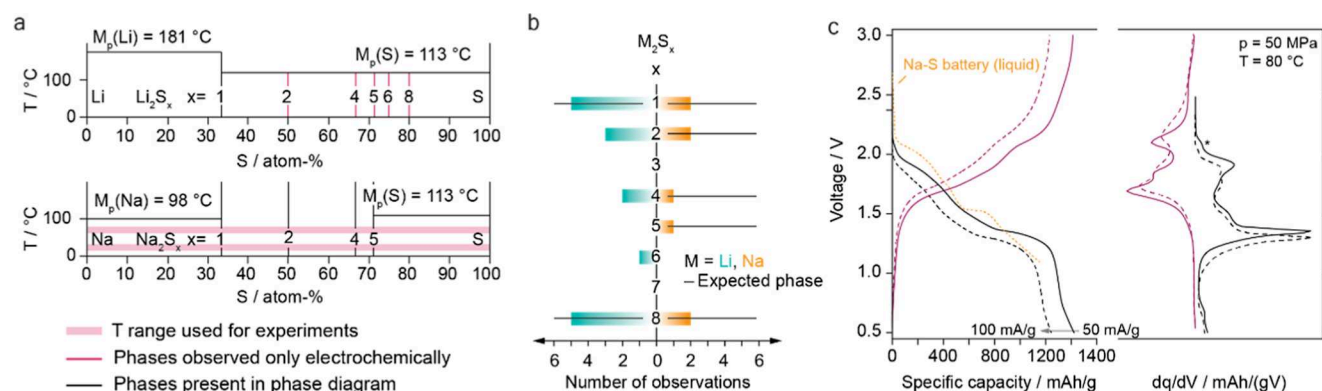 a
M_p(Li) = 181 °C
M_p(S) = 113 °C
T / °C
100
0
Li Li₂Sₓ x= 1 2 4 5 6 8 S
0 10 20 30 40 50 60 70 80 90 100
S / atom-%
M_p(Na) = 98 °C
M_p(S) = 113 °C
T / °C
100
0
Na Na₂Sₓ x= 1 2 4 5 S
0 10 20 30 40 50 60 70 80 90 100
S / atom-%
T range used for experiments
Phases observed only electrochemically
Phases present in phase diagram
b
M₂Sₓ
x
1
2
3
4
5
6
7
8
M = Li, Na
Expected phase
6 4 2 0 2 4 6
Number of observations
c
Voltage / V
3.0
2.5
2.0
1.5
1.0
0.5
Na-S battery (liquid)
100 mA/g 50 mA/g
0 400 800 1200 1400
Specific capacity / mAh/g
p = 50 MPa
T = 80 °C
*
dq/dV / mAh/(gV)